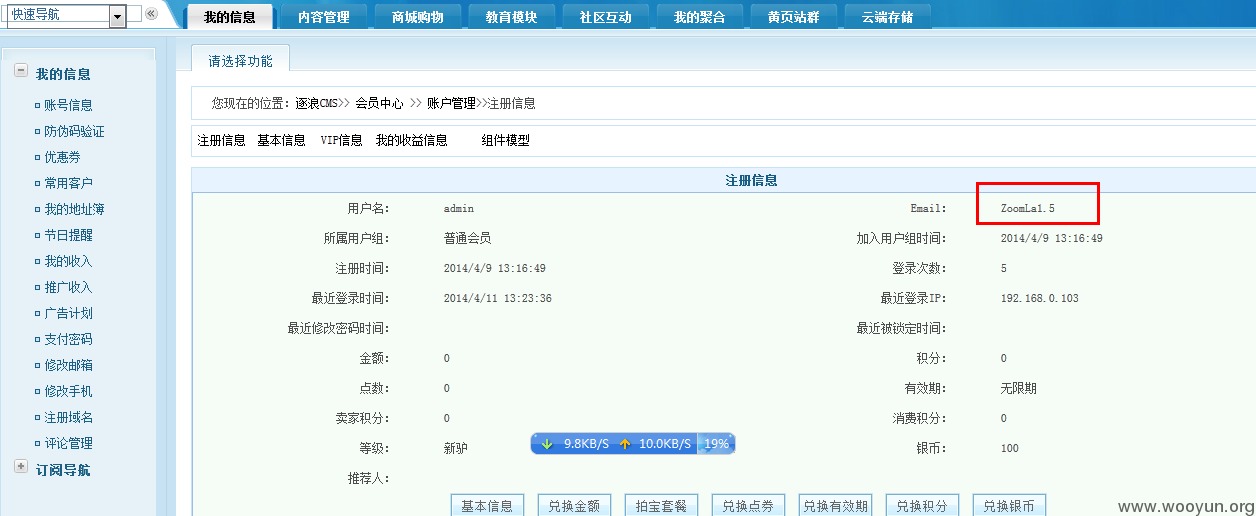 快速导航 我的信息 内容管理 商城购物 教育模块 社区互动 我的聚合 黄页站群 云端存储
请选择功能
我的信息
账号信息
防伪码验证
优惠券
常用客户
我的地址簿
节日提醒
我的收入
推广收入
广告计划
支付密码
修改邮箱
修改手机
注册域名
评论管理
订阅导航
您现在的位置: 逐浪CMS>> 会员中心 >> 账户管理>>注册信息
注册信息 基本信息 VIP信息 我的收益信息 组件模型
注册信息
用户名: admin Email: ZoomLa1.5
所属用户组: 普通会员 加入用户组时间: 2014/4/9 13:16:49
注册时间: 2014/4/9 13:16:49 登录次数: 5
最近登录时间: 2014/4/11 13:23:36 最近登录IP: 192.168.0.103
最近修改密码时间: 最近被锁定时间:
金额: 0 积分: 0
点数: 0 有效期: 无限期
卖家积分: 0 消费积分: 0
等级: 新驴 银币: 100
9.8KB/S 10.0KB/S 19%
推荐人:
基本信息 兑换金额 拍宝套餐 兑换点券 兑换有效期 兑换积分 兑换银币
www.wooyun.org